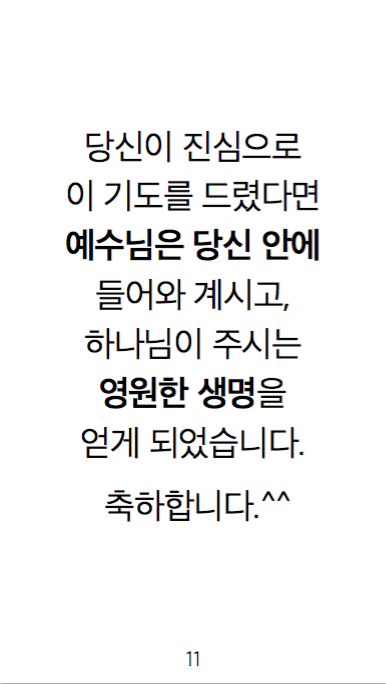 당신이 진심으로
이 기도를 드렸다면
예수님은 당신 안에
들어와 계시고,
하나님이 주시는
영원한 생명을
얻게 되었습니다.
축하합니다.^^
11